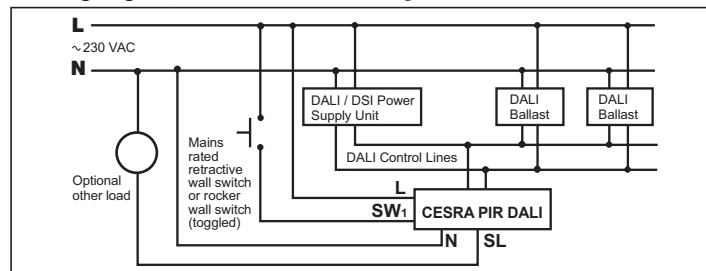 L
~ 230 VAC
N
DALI / DSI Power
Supply Unit
DALI
Ballast
DALI
Ballast
Mains
rated
retractive
wall switch
or rocker
wall switch
(toggled)
DALI Control Lines
Optional
other load
L
SW1
CESRA PIR DALI
N
SL